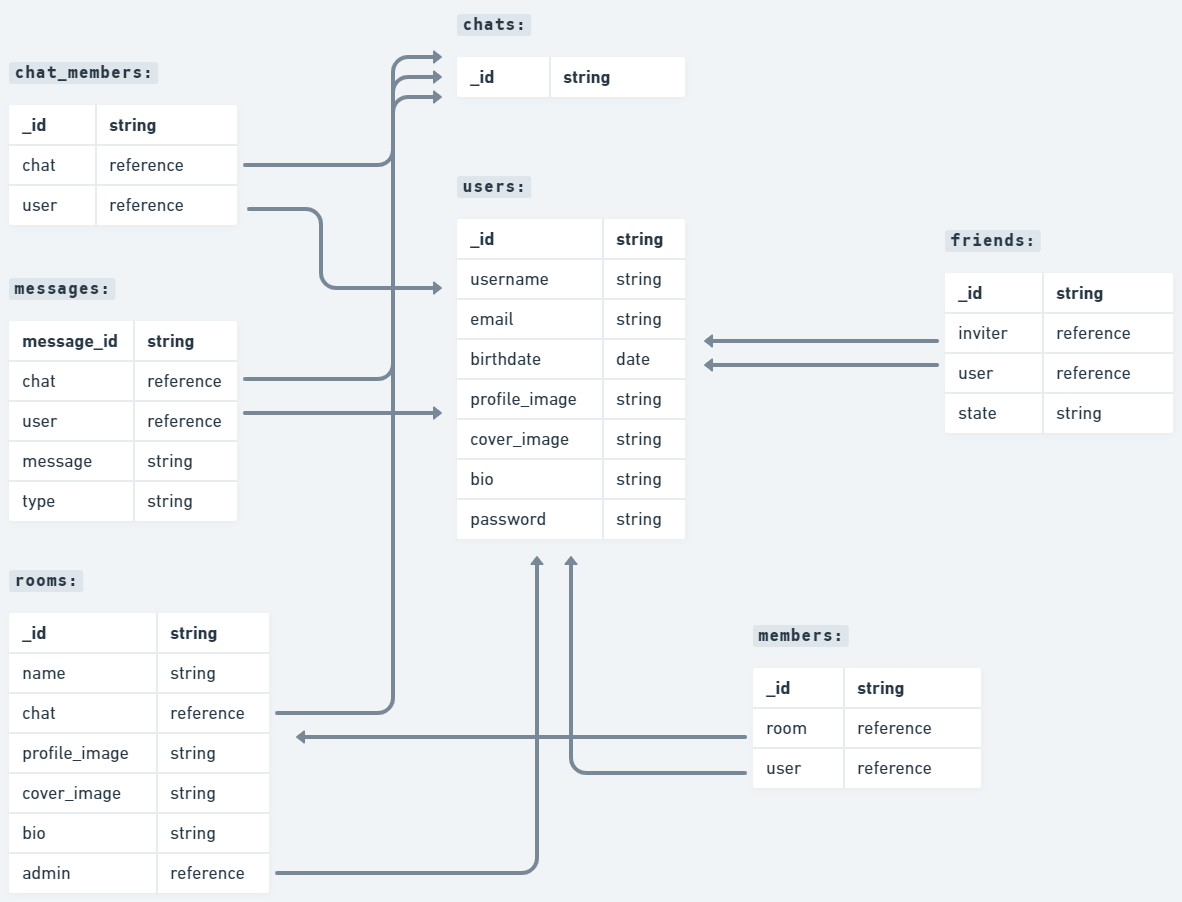 chats:
_id string
chat_members:
_id string
chat reference
user reference
users:
_id string
username string
email string
birthdate date
profile_image string
cover_image string
bio string
password string
friends:
_id string
inviter reference
user reference
state string
messages:
message_id string
chat reference
user reference
message string
type string
rooms:
_id string
name string
chat reference
profile_image string
cover_image string
bio string
admin reference
members:
_id string
room reference
user reference